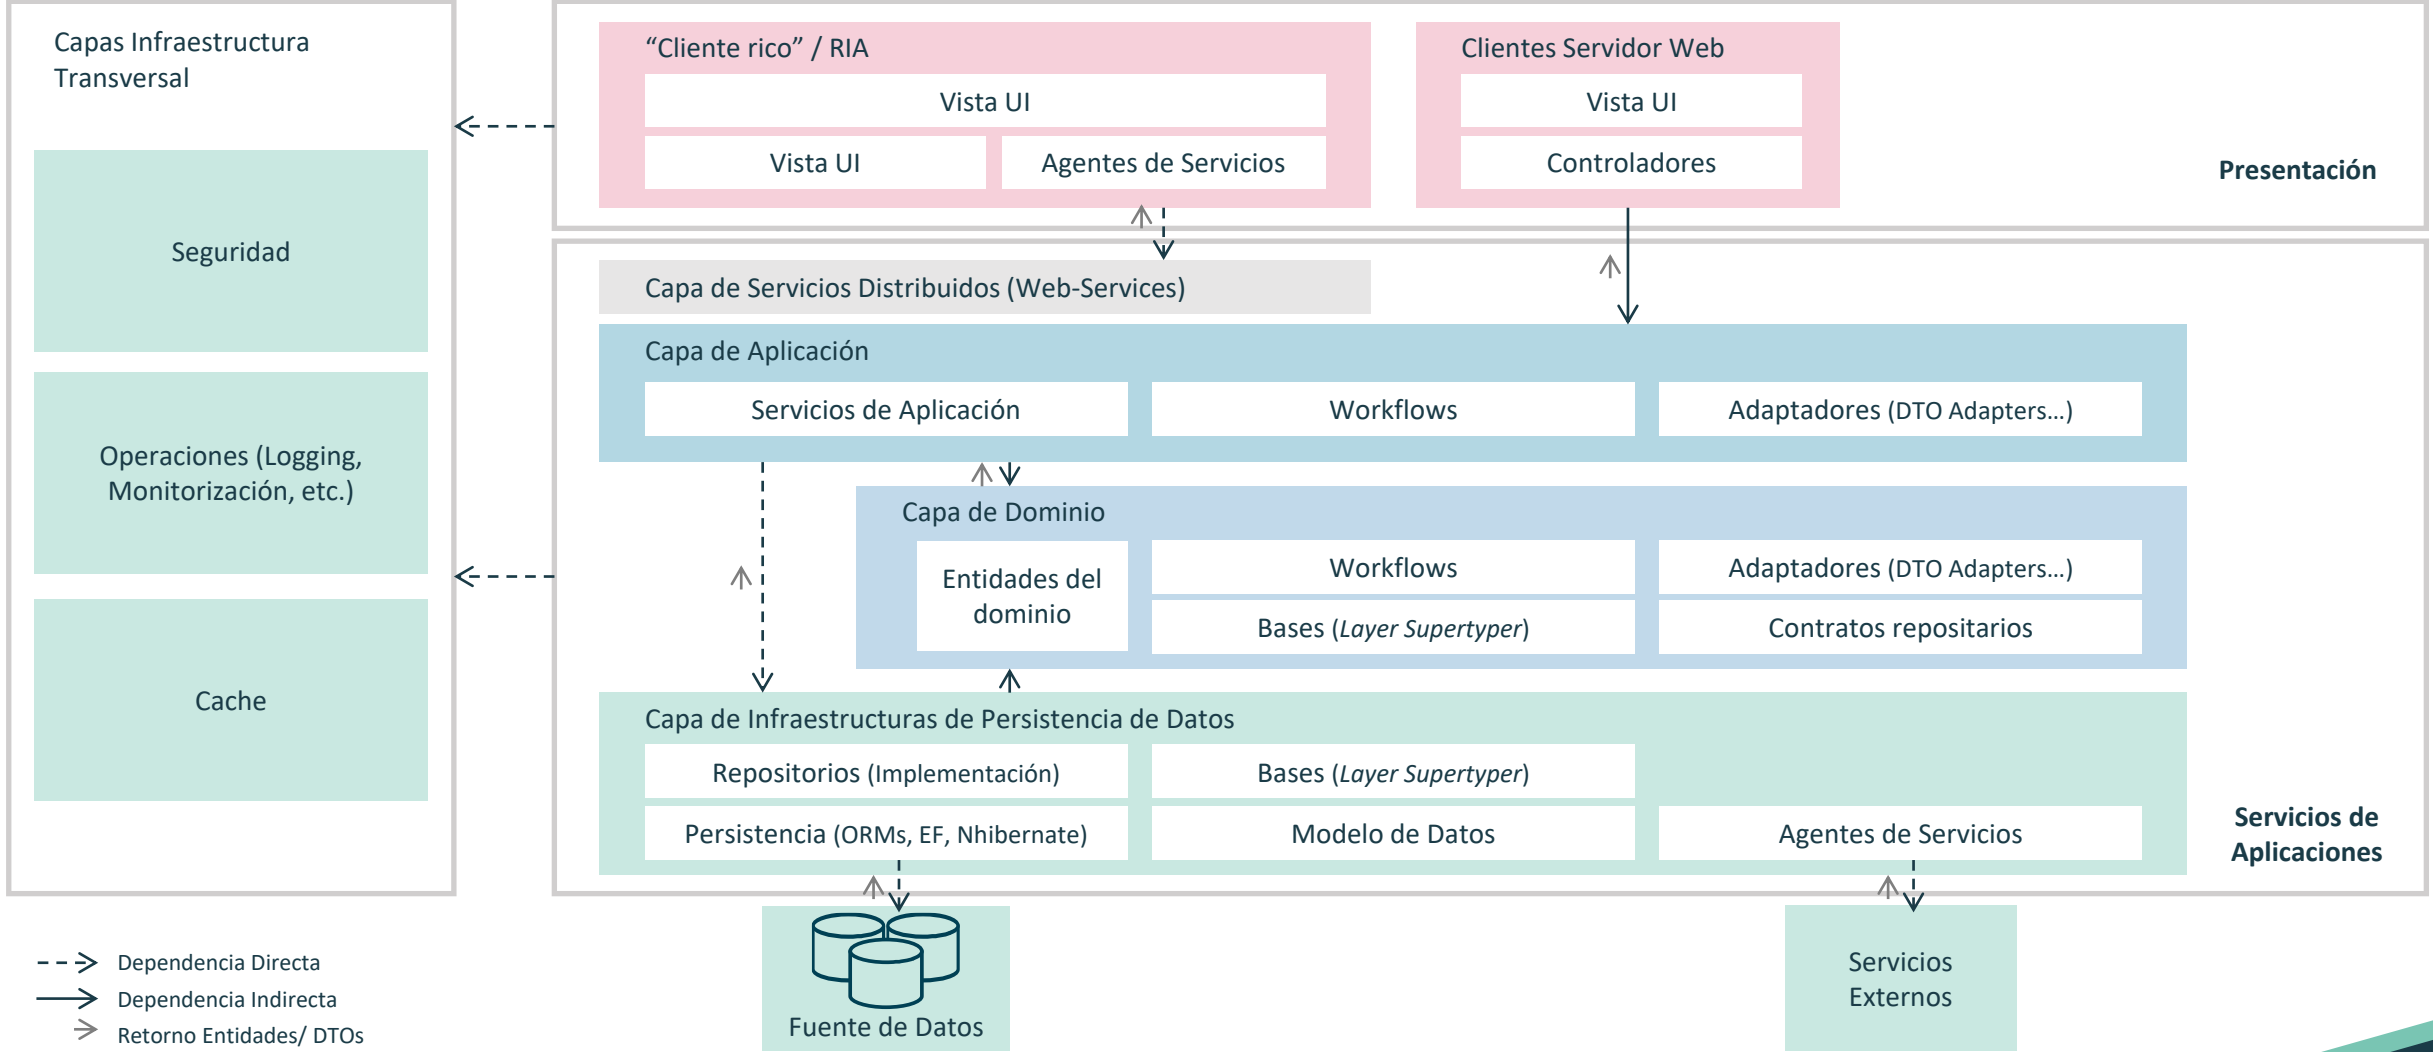 Capas Infraestructura
Transversal
Seguridad
Operaciones (Logging,
Monitorización, etc.)
Cache
“Cliente rico” / RIA
Vista UI
Vista UI
Agentes de Servicios
Clientes Servidor Web
Vista UI
Controladores
Presentación
Capa de Servicios Distribuidos (Web-Services)
Capa de Aplicación
Servicios de Aplicación
Workflows
Adaptadores (DTO Adapters...)
Capa de Dominio
Entidades del
dominio
Workflows
Adaptadores (DTO Adapters...)
Bases (Layer Supertyper)
Contratos repositarios
Capa de Infraestructuras de Persistencia de Datos
Repositorios (Implementación)
Bases (Layer Supertyper)
Persistencia (ORMs, EF, Nhibernate)
Modelo de Datos
Agentes de Servicios
Servicios de
Aplicaciones
Fuente de Datos
Servicios
Externos
Dependencia Directa
Dependencia Indirecta
Retorno Entidades/ DTOs